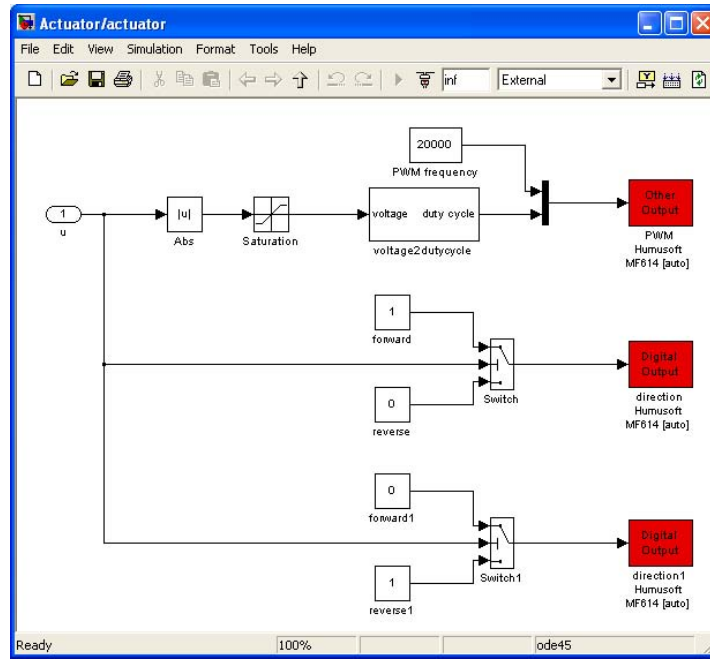 Actuator/actuator
File Edit View Simulation Format Tools Help
inf External
20000
PWM frequency
1
u
|u|
Abs
Saturation
voltage duty cycle
voltage2dutycycle
Other
Output
PWM
Humusoft
MF614 [auto]
1
forward
0
reverse
Switch
Digital
Output
direction
Humusoft
MF614 [auto]
0
forward1
1
reverse1
Switch1
Digital
Output
direction1
Humusoft
MF614 [auto]
Ready 100% ode45